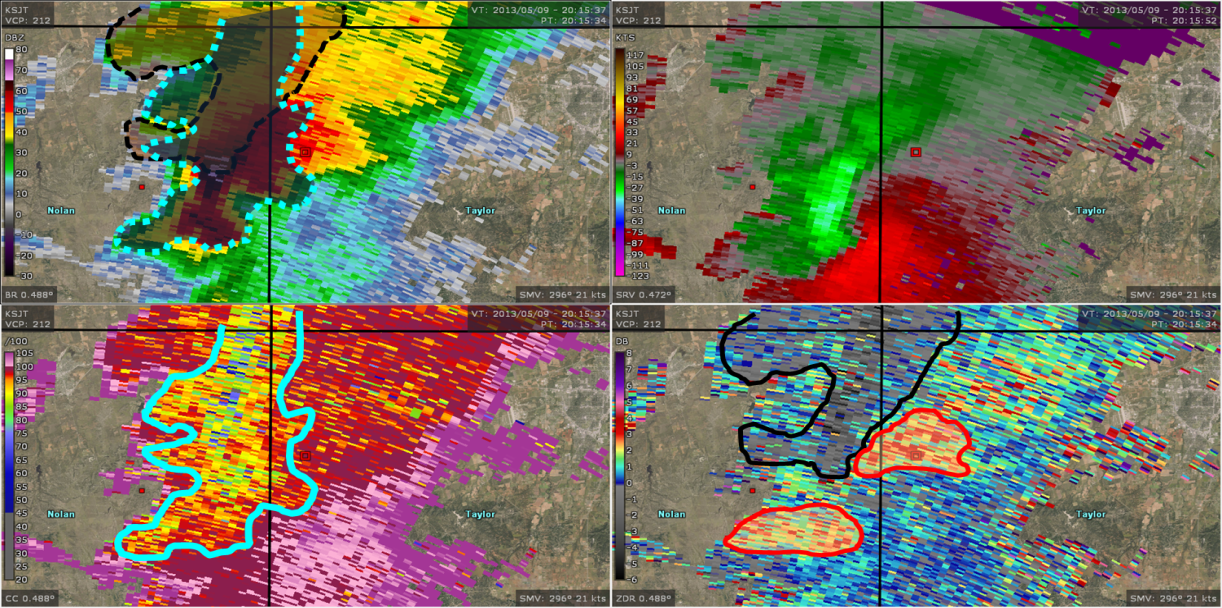 KSJT
VCP: 212
VT: 2013/05/09 - 20:15:37
PT: 20:15:34
DBZ
80
70
60
50
40
30
20
10
0
-10
-20
-30
Nolan
Taylor
BR 0.488°
SMV: 296° 21 kts
KSJT
VCP: 212
VT: 2013/05/09 - 20:15:37
PT: 20:15:52
KTS
117
105
93
81
69
57
45
33
21
9
-3
-15
-27
-39
-51
-63
-75
-87
-99
-111
-123
Nolan
Taylor
SRV 0.472°
SMV: 296° 21 kts
KSJT
VCP: 212
VT: 2013/05/09 - 20:15:37
PT: 20:15:34
/100
105
100
95
90
85
80
75
70
65
60
55
50
45
40
35
30
25
20
Nolan
Taylor
CC 0.488°
SMV: 296° 21 kts
KSJT
VCP: 212
VT: 2013/05/09 - 20:15:37
PT: 20:15:34
DB
8
7
6
5
4
3
2
1
0
-1
-2
-3
-4
-5
-6
Nolan
Taylor
ZDR 0.488°
SMV: 296° 21 kts